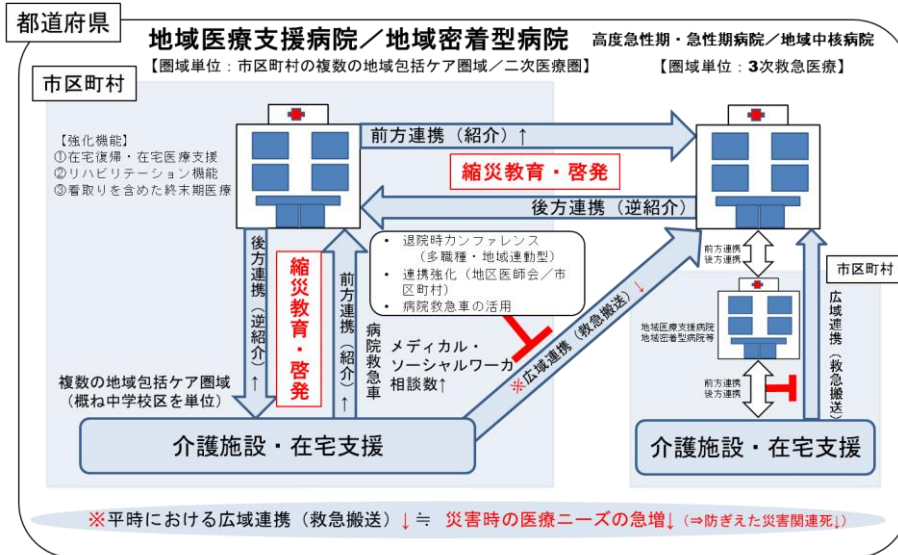 都道府県
地域医療支援病院／地域密着型病院
高度急性期・急性期病院／地域中核病院
【圏域単位：市区町村の複数の地域包括ケア圏域／二次医療圏】
【圏域単位：3次救急医療】
市区町村
【強化機能】
①在宅復帰・在宅医療支援
②リハビリテーション機能
③看取りを含めた終末期医療
前方連携（紹介）↑
縮災教育・啓発
後方連携（逆紹介）
• 退院時カンファレンス
（多職種・地域連動型）
• 連携強化（地区医師会／市
区町村）
• 病院救急車の活用
後方連携（逆紹介）↑
縮災教育・啓発
前方連携（紹介）↑
病院救急車
メディカル・
ソーシャルワーカ
相談数↑
※広域連携（救急搬送）↓
複数の地域包括ケア圏域
（概ね中学校区を単位）
介護施設・在宅支援
前方連携
後方連携
市区町村
地域医療支援病院
地域密着型病院等
前方連携
後方連携
広域連携（救急搬送）
介護施設・在宅支援
※平時における広域連携（救急搬送）↓ ≒ 災害時の医療ニーズの急増↓（⇒防ぎえた災害関連死↓）